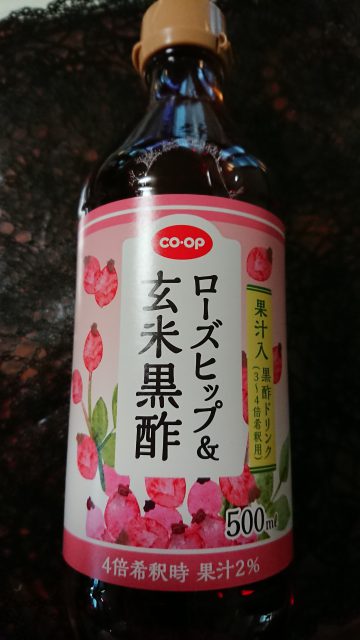 CO·OP
ローズヒップ&
玄米黒酢
果汁入
黒酢ドリンク
(3〜4倍希釈用)
500ml
4倍希釈時 果汁2%